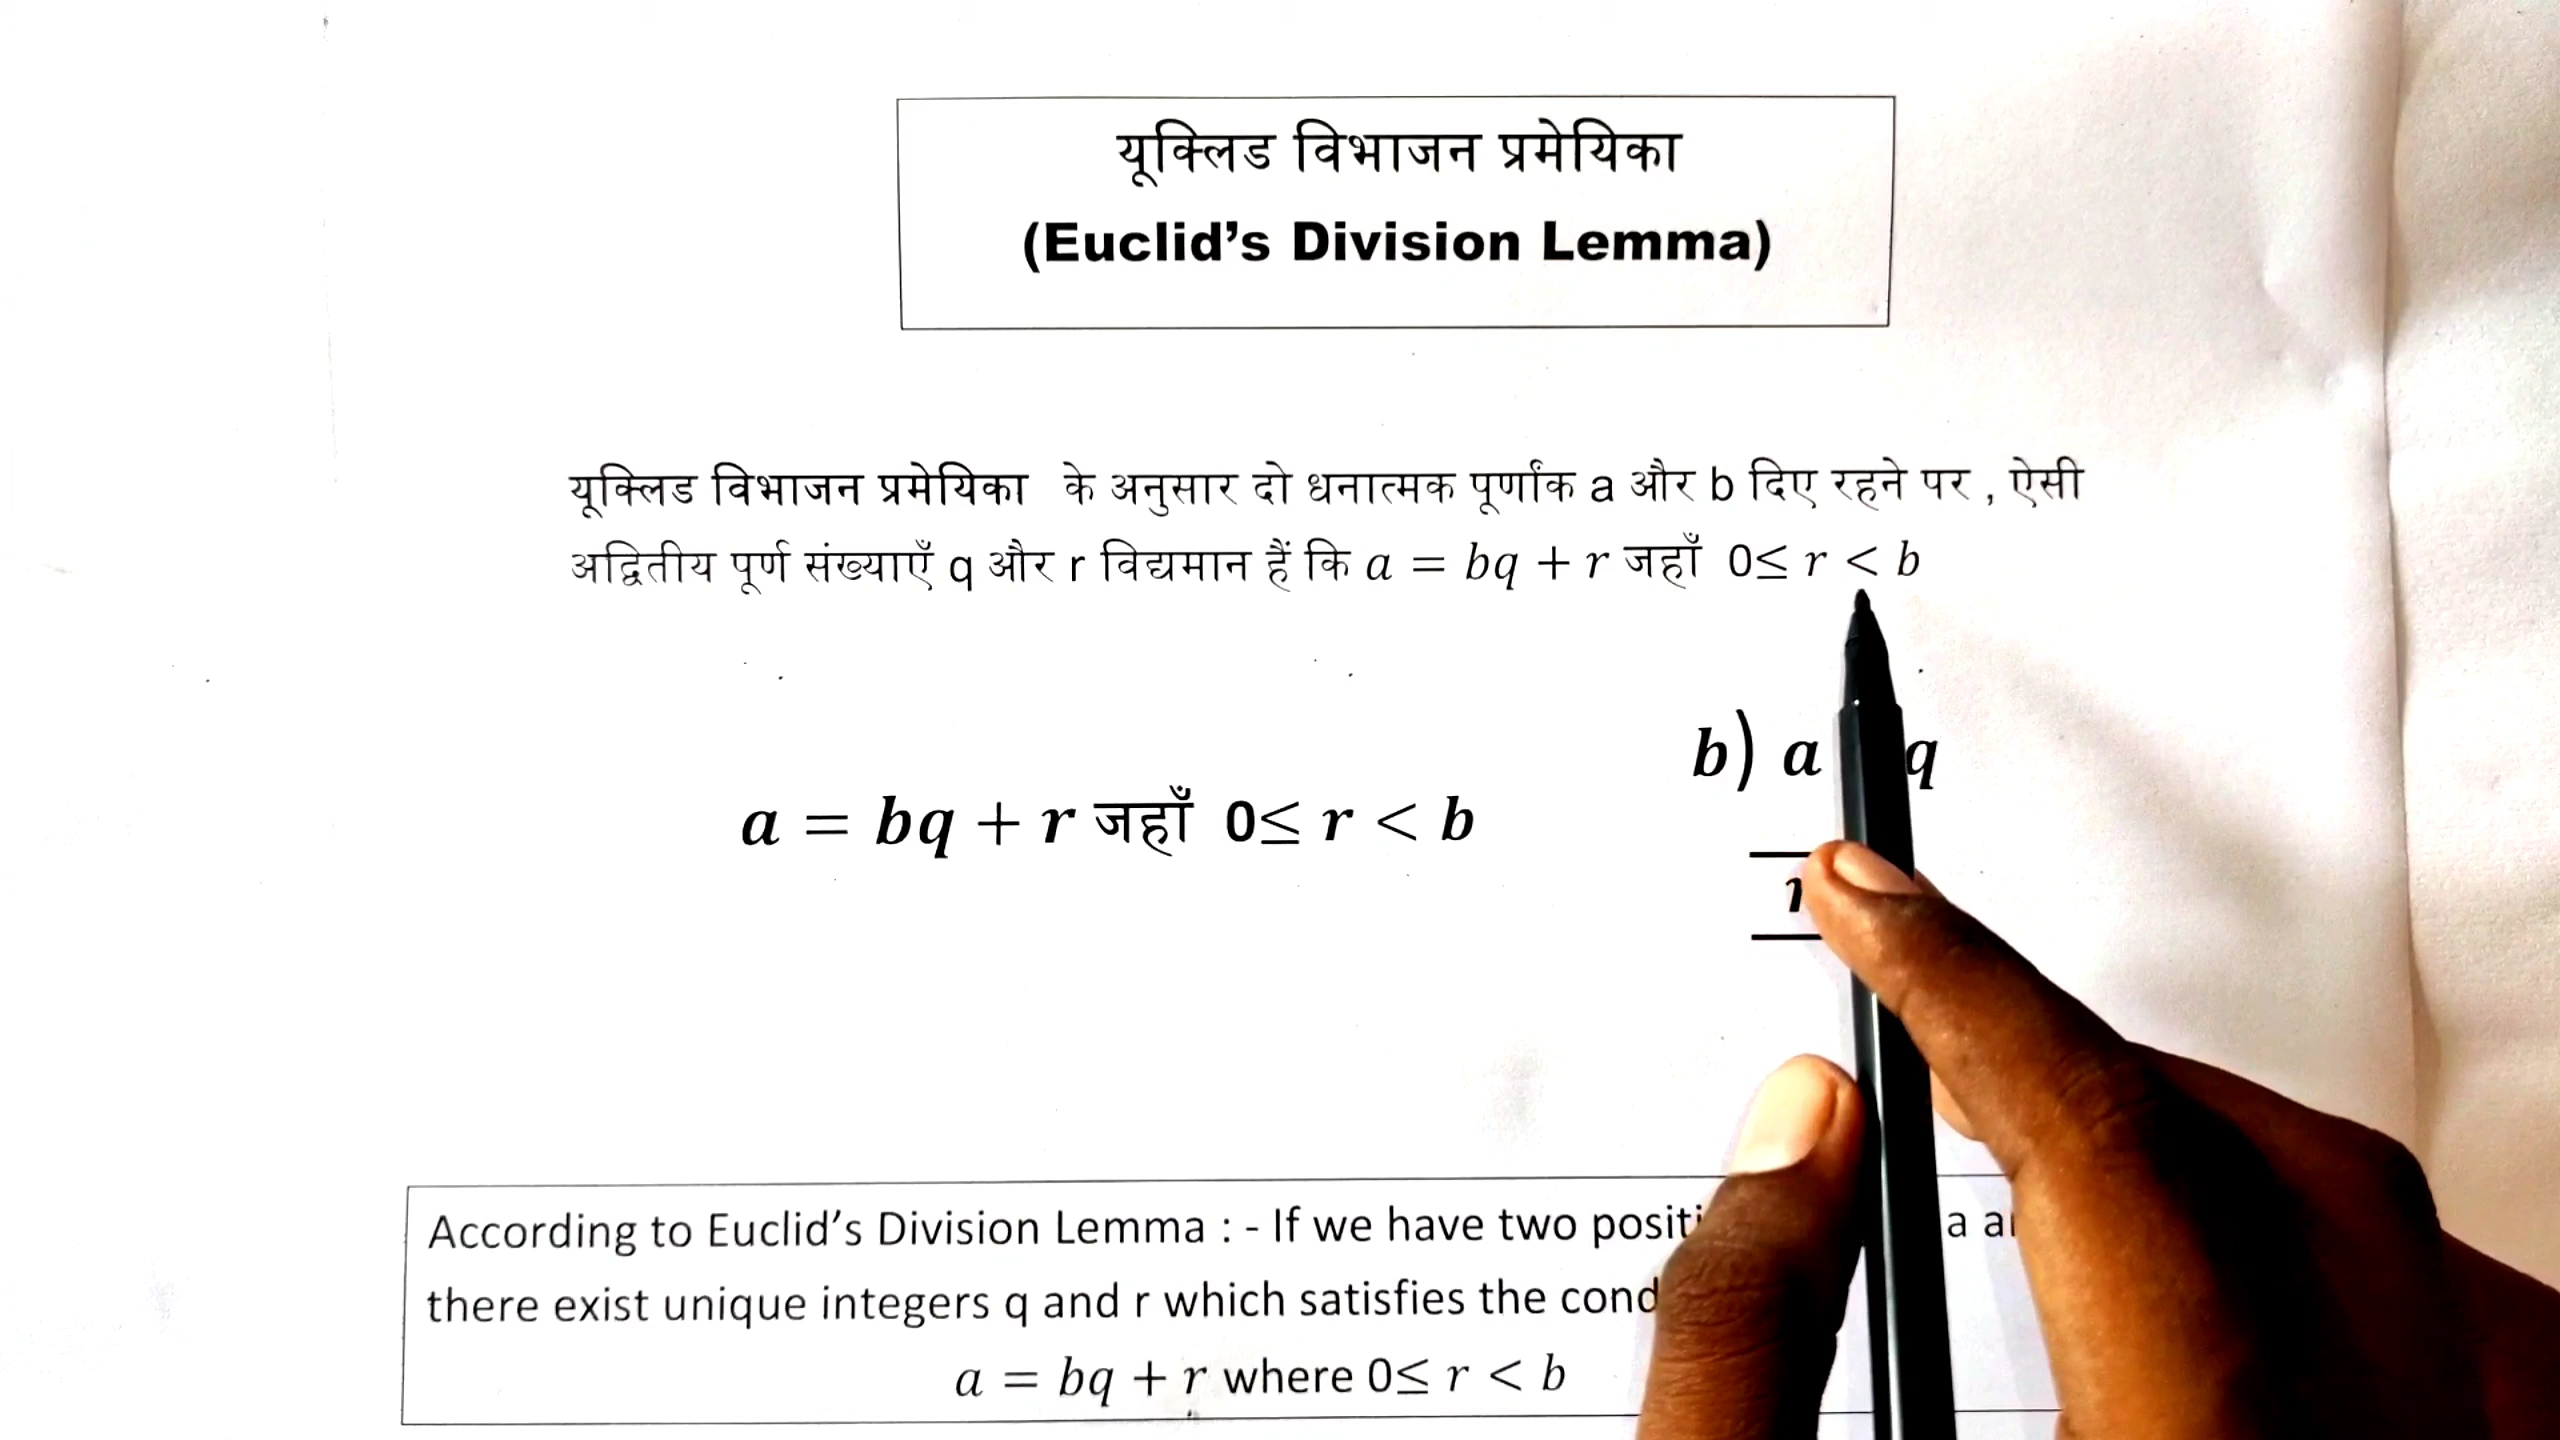 यूक्लिड विभाजन प्रमेयिका
(Euclid’s Division Lemma)
यूक्लिड विभाजन प्रमेयिका के अनुसार दो धनात्मक पूर्णांक a और b दिए रहने पर , ऐसी
अद्वितीय पूर्ण संख्याएँ q और r विद्यमान हैं कि a = bq + r जहाँ 0≤ r < b
b) a q
a = bq + r जहाँ 0≤ r < b
According to Euclid’s Division Lemma : - If we have two a
there exist unique integers q and r which satisfies the
a = bq + r where 0≤ r < b